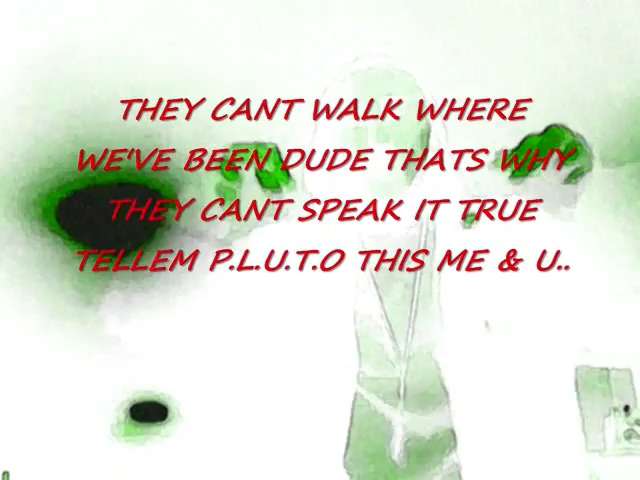 THEY CANT WALK WHERE
WE'VE BEEN DUDE THATS WHY
THEY CANT SPEAK IT TRUE
TELLEM P.L.U.T.O THIS ME & U..